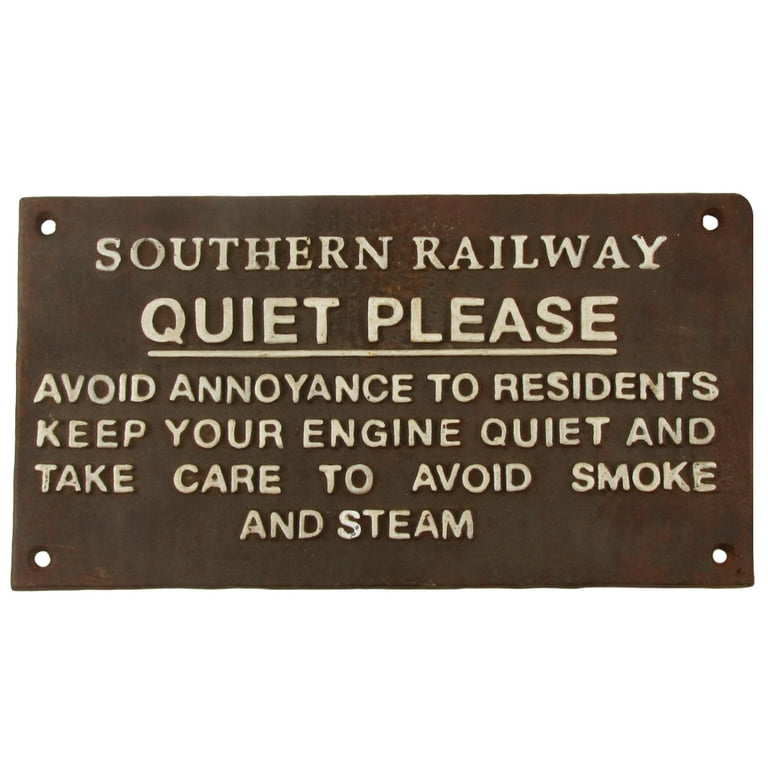 SOUTHERN RAILWAY
QUIET PLEASE
AVOID ANNOYANCE TO RESIDENTS
KEEP YOUR ENGINE QUIET AND
TAKE CARE TO AVOID SMOKE
AND STEAM